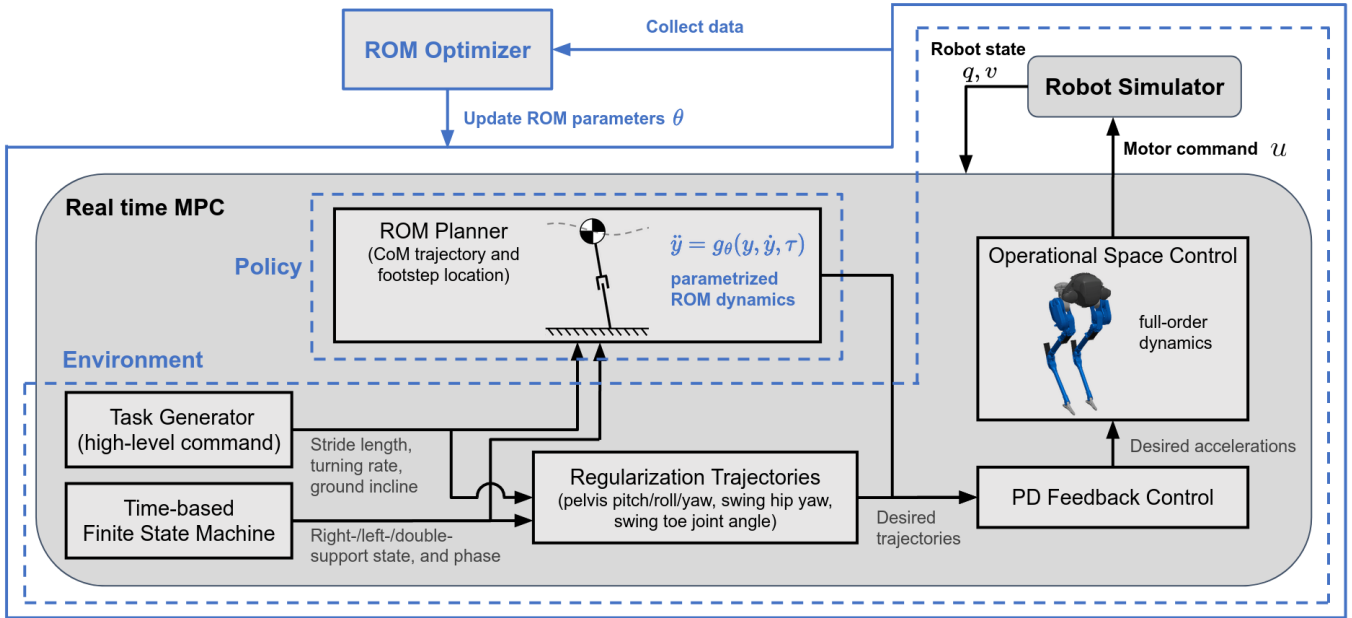 ROM Optimizer
Collect data
Update ROM parameters θ
Robot state
q, v
Robot Simulator
Motor command u
Real time MPC
Policy
ROM Planner
(CoM trajectory and
footstep location)
ÿ = g_θ(y, ẏ, τ)
parametrized
ROM dynamics
Operational Space Control
full-order
dynamics
Environment
Task Generator
(high-level command)
Stride length,
turning rate,
ground incline
Time-based
Finite State Machine
Right-/left-/double-
support state, and phase
Regularization Trajectories
(pelvis pitch/roll/yaw, swing hip yaw,
swing toe joint angle)
Desired
trajectories
Desired accelerations
PD Feedback Control